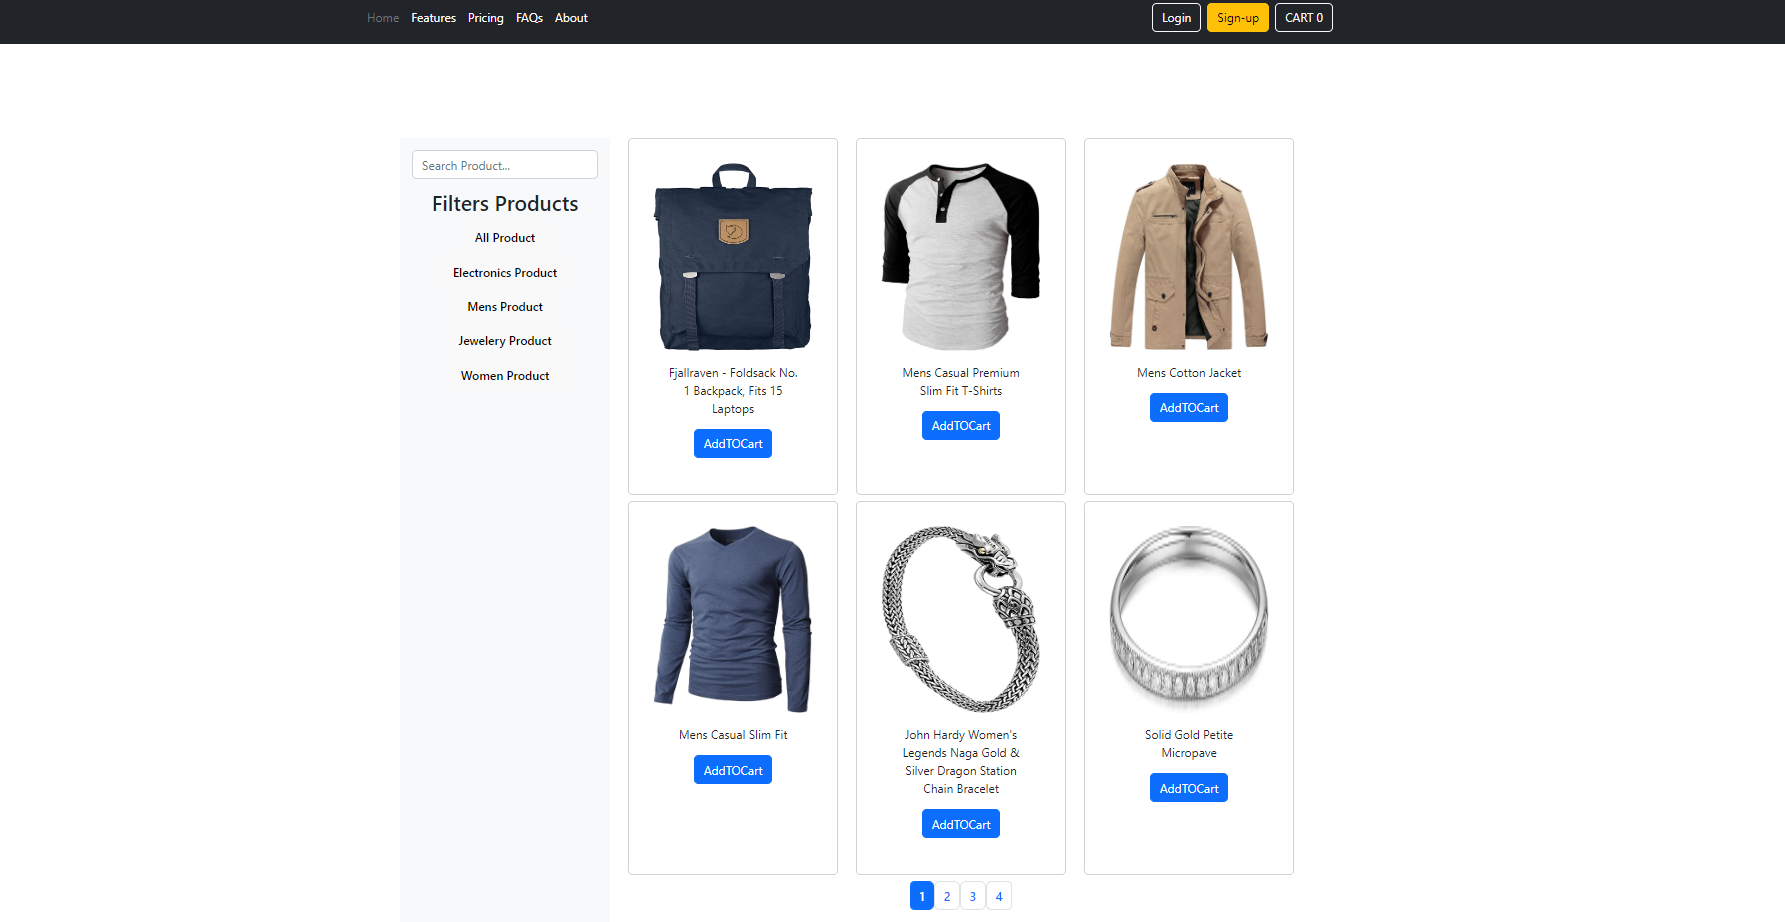 Home Features Pricing FAQs About Login Sign-up CART 0
Search Product...
Filters Products
All Product
Electronics Product
Mens Product
Jewelery Product
Women Product
Fjallraven - Foldsack No.
1 Backpack, Fits 15
Laptops
AddTOCart
Mens Casual Premium
Slim Fit T-Shirts
AddTOCart
Mens Cotton Jacket
AddTOCart
Mens Casual Slim Fit
AddTOCart
John Hardy Women's
Legends Naga Gold &
Silver Dragon Station
Chain Bracelet
AddTOCart
Solid Gold Petite
Micropave
AddTOCart
1 2 3 4